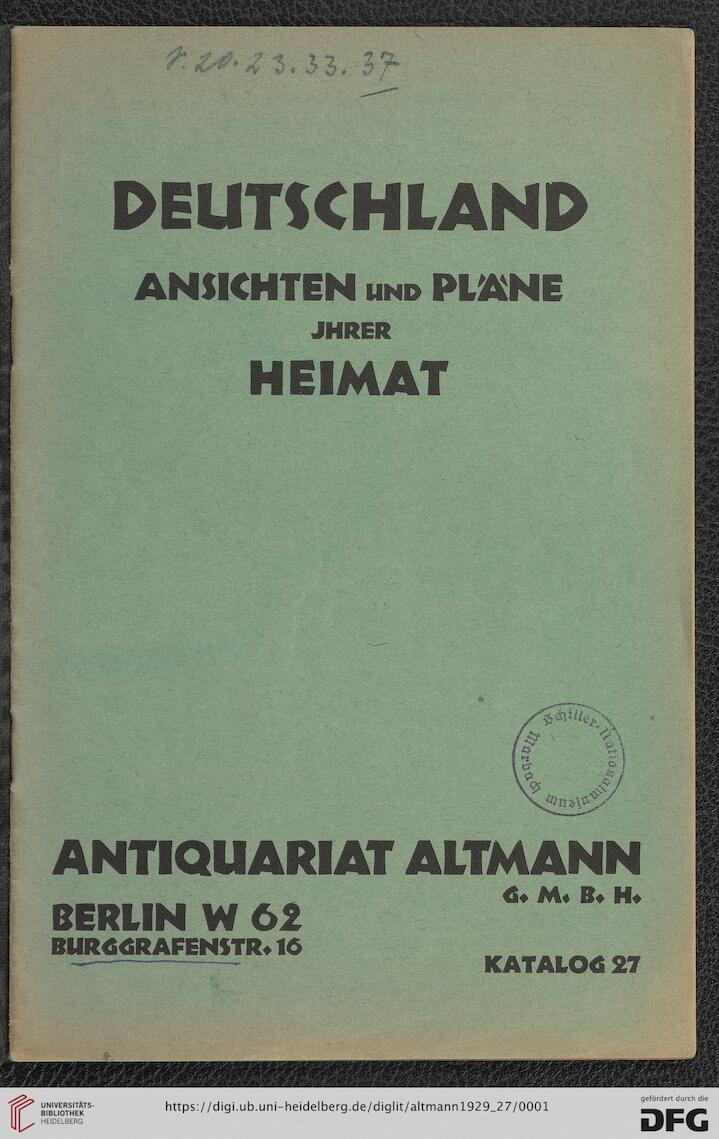 r. 20. 23. 33. 37
DEUTSCHLAND
ANSICHTEN UND PLÄNE
JHRER
HEIMAT
Schiller-Nationalmuseum Marbach
ANTIQUARIAT ALTMANN
G. M. B. H.
BERLIN W 62
BURGGRAFENSTR. 16
KATALOG 27
UNIVERSITÄTS-
BIBLIOTHEK
HEIDELBERG
https://digi.ub.uni-heidelberg.de/diglit/altmann1929_27/0001
gefördert durch die
DFG